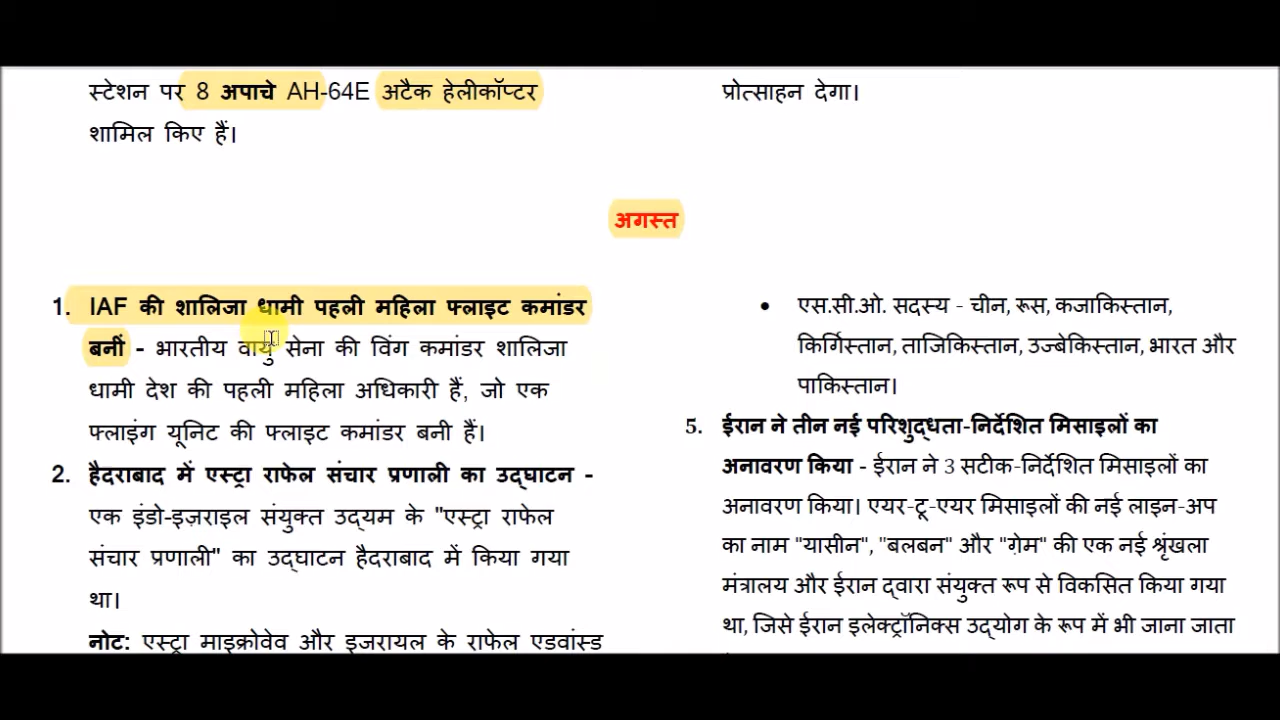 स्टेशन पर 8 अपाचे AH-64E अटैक हेलीकॉप्टर
शामिल किए हैं।
प्रोत्साहन देगा।
अगस्त
1. IAF की शालिजा धामी पहली महिला फ्लाइट कमांडर
बनीं - भारतीय वायु सेना की विंग कमांडर शालिजा
धामी देश की पहली महिला अधिकारी हैं, जो एक
फ्लाइंग यूनिट की फ्लाइट कमांडर बनी हैं।
2. हैदराबाद में एस्ट्रा राफेल संचार प्रणाली का उद्घाटन -
एक इंडो-इज़राइल संयुक्त उद्यम के "एस्ट्रा राफेल
संचार प्रणाली" का उद्घाटन हैदराबाद में किया गया
था।
नोट: एस्ट्रा माइक्रोवेव और इजरायल के राफेल एडवांस्ड
• एस.सी.ओ. सदस्य - चीन, रूस, कजाकिस्तान,
किर्गिस्तान, ताजिकिस्तान, उज्बेकिस्तान, भारत और
पाकिस्तान।
5. ईरान ने तीन नई परिशुद्धता-निर्देशित मिसाइलों का
अनावरण किया - ईरान ने 3 सटीक-निर्देशित मिसाइलों का
अनावरण किया। एयर-टू-एयर मिसाइलों की नई लाइन-अप
का नाम "यासीन", "बलबन" और "ग़ेम" की एक नई श्रृंखला
मंत्रालय और ईरान द्वारा संयुक्त रूप से विकसित किया गया
था, जिसे ईरान इलेक्ट्रॉनिक्स उद्योग के रूप में भी जाना जाता